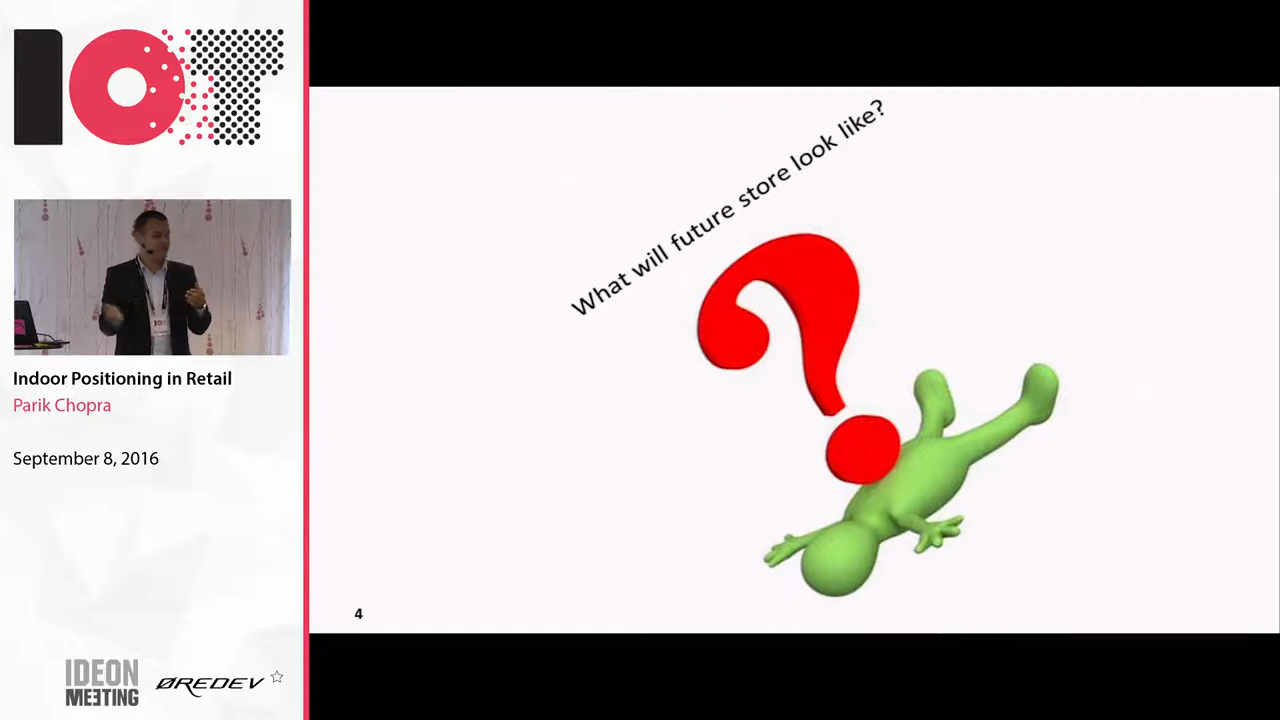 IOT
Indoor Positioning in Retail
Parik Chopra
September 8, 2016
IDEON
MEETING
ØREDEV
What will future store look like?
?
4